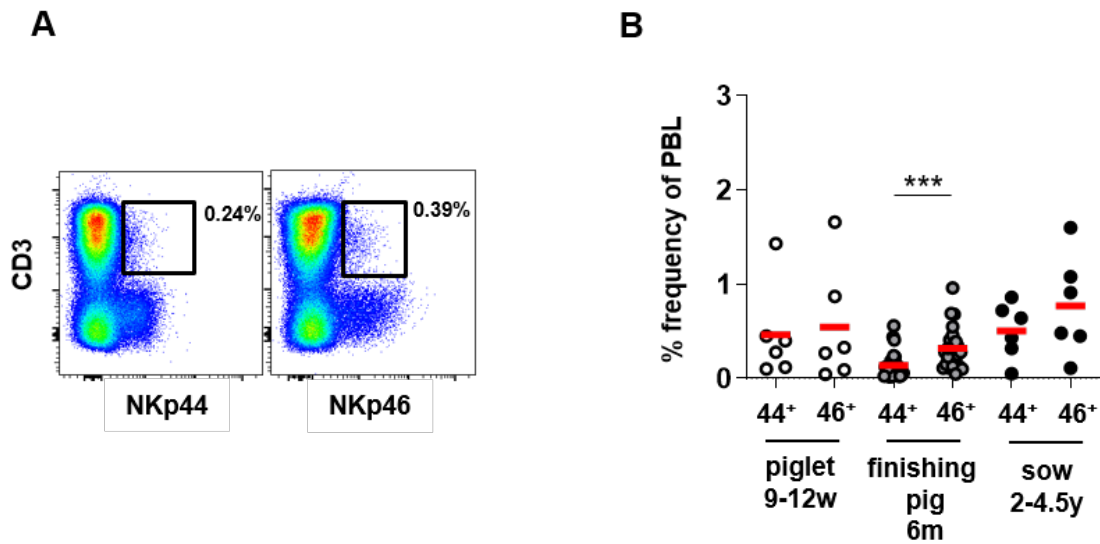 A
B
0.24%
0.39%
CD3
NKp44
NKp46
% frequency of PBL
3
2
1
0
***
44⁺ 46⁺ 44⁺ 46⁺ 44⁺ 46⁺
piglet
9-12w
finishing
pig
6m
sow
2-4.5y